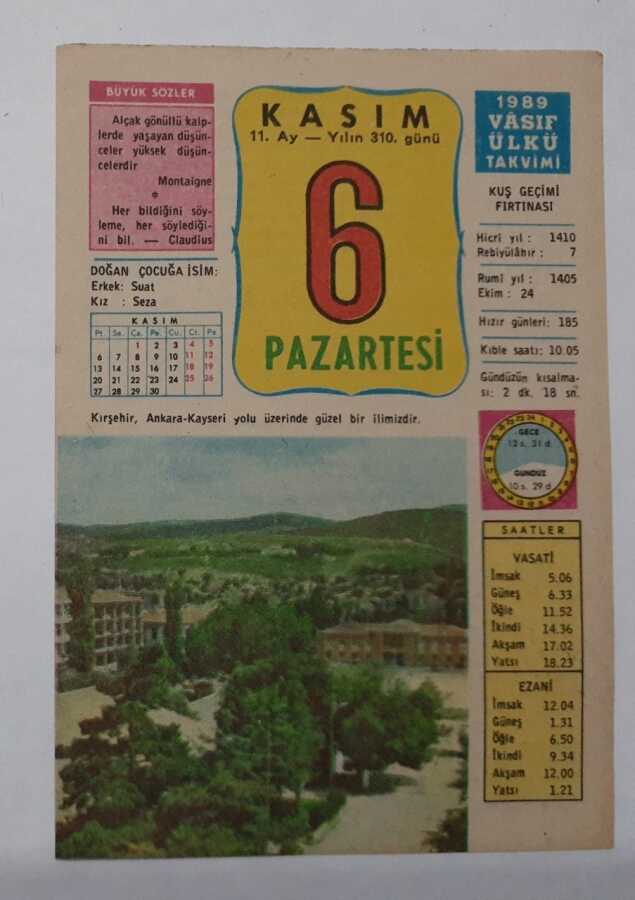 BÜYÜK SÖZLER
Alçak gönüllü kalp-
lerde yaşayan düşün-
celer yüksek düşün-
celerdir
Montaigne
*
Her bildiğini söy-
leme, her söylediği-
ni bil. — Claudius
DOĞAN ÇOCUĞA İSİM:
Erkek: Suat
Kız : Seza
KASIM
Pt. Sa. Ça. Pe. Cu. Ct. Pa
1 2 3 4 5
6 7 8 9 10 11 12
13 14 15 16 17 18 19
20 21 22 23 24 25 26
27 28 29 30
KASIM
11. Ay — Yılın 310. günü
6
PAZARTESİ
1989
VÂSIF
ÜLKÜ
TAKVİMİ
KUŞ GEÇİMİ
FIRTINASI
Hicrî yıl : 1410
Rebiyülâhır : 7
Rumî yıl : 1405
Ekim : 24
Hızır günleri: 185
Kıble saatı: 10.05
Gündüzün kısalma-
sı: 2 dk. 18 sn.
Kırşehir, Ankara-Kayseri yolu üzerinde güzel bir ilimizdir.
GECE
12 s. 31 d.
GÜNDÜZ
10 s. 29 d
SAATLER
VASATİ
İmsak 5.06
Güneş 6.33
Öğle 11.52
İkindi 14.36
Akşam 17.02
Yatsı 18.23
EZANİ
İmsak 12.04
Güneş 1.31
Öğle 6.50
İkindi 9.34
Akşam 12.00
Yatsı 1.21